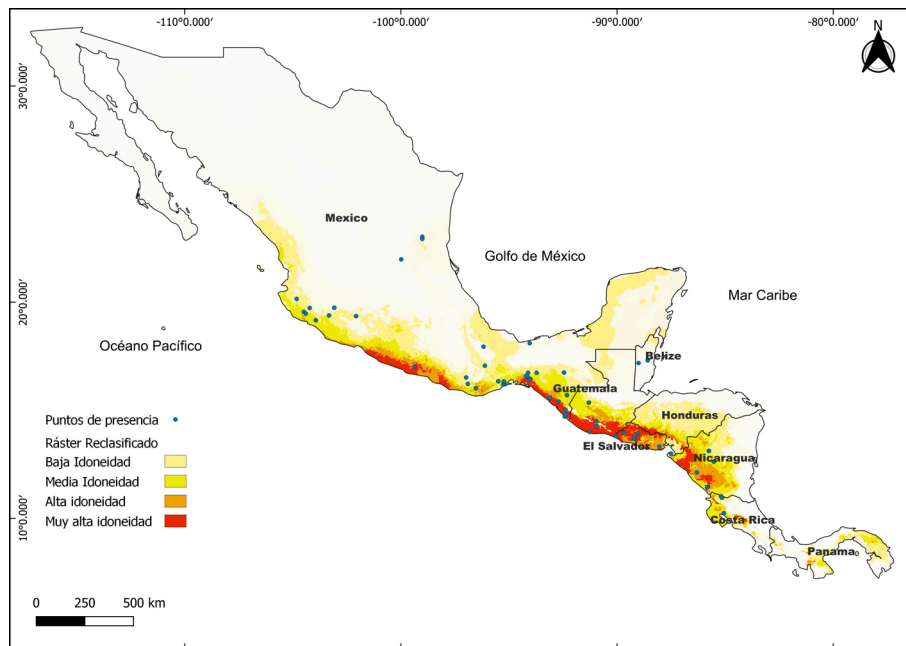 -110°0.000′
-100°0.000′
-90°0.000′
-80°0.000′
N
30°0.000′
20°0.000′
10°0.000′
Mexico
Golfo de México
Mar Caribe
Océano Pacífico
Belize
Guatemala
Honduras
El Salvador
Nicaragua
Costa Rica
Panama
Puntos de presencia
Ráster Reclasificado
Baja Idoneidad
Media Idoneidad
Alta idoneidad
Muy alta idoneidad
0 250 500 km